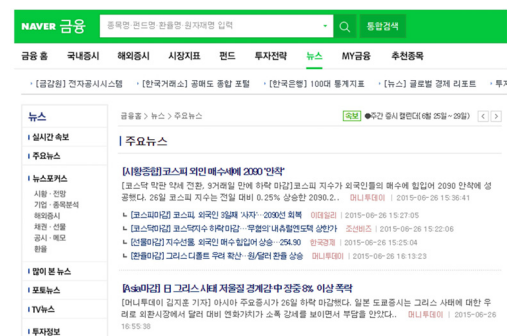 NAVER 금융
종목명·펀드명·환율명·원자재명 입력
통합검색
금융 홈 국내증시 해외증시 시장지표 펀드 투자전략 뉴스 MY금융 추천종목
· [금감원] 전자공시시스템 · [한국거래소] 공매도 종합 포털 · [한국은행] 100대 통계지표 · [뉴스] 글로벌 경제 리포트 · 투자
뉴스
실시간 속보
주요뉴스
뉴스포커스
시황·전망
기업·종목분석
해외증시
채권·선물
공시·메모
환율
많이 본 뉴스
포토뉴스
TV뉴스
투자정보
금융홈 > 뉴스 > 주요뉴스
속보 ●주간 증시 캘린더(6월 25일~29일)
주요뉴스
[시황종합]코스피 외인 매수세에 2090 '안착'
[코스닥 막판 약세 전환, 9거래일 만에 하락 마감]코스피 지수가 외국인들의 매수에 힘입어 2090 안착에 성
공했다. 26일 코스피 지수는 전일 대비 0.25% 상승한 2090.2.. 머니투데이 | 2015-06-26 15:36:41
[코스피마감] 코스피, 외국인 3일째 '사자'…2090선 회복 이데일리 | 2015-06-26 15:27:05
[코스닥마감] 코스닥지수 하락 마감…'무협의' 내츄럴엔도텍 상한가 조선비즈 | 2015-06-26 15:22:06
[선물마감] 지수선물, 외국인 매수 힘입어 상승…254.90 한국경제 | 2015-06-26 15:25:04
[환율마감] 그리스 디폴트 우려 확산…원/달러 환율 상승 머니투데이 | 2015-06-26 16:13:23
[Asia마감] 日 그리스 사태 저울질 경계감 中 장중 8% 이상 폭락
[머니투데이 김지훈 기자] 아시아 주요증시가 26일 하락 마감했다. 일본 도쿄증시는 그리스 사태에 대한 우
려로 외환시장에서 달러 대비 엔화가치가 소폭 강세를 보이면서 부담을 안았다.. 머니투데이 | 2015-06-26
16:55:38